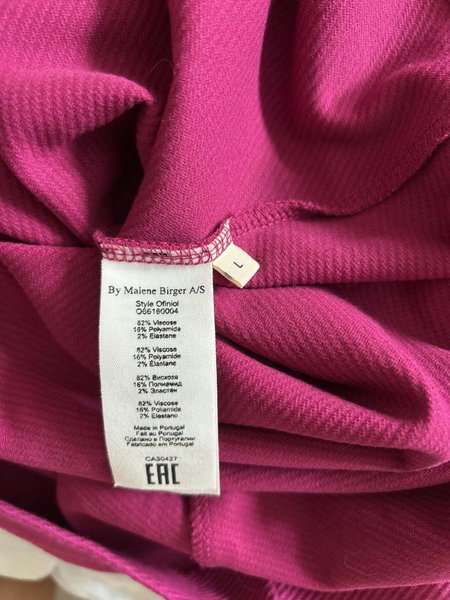 L
By Malene Birger A/S
Style Ofiniol
Q66160004
82% Viscose
16% Polyamide
2% Elastane
82% Viscose
16% Polyamide
2% Élastane
82% Вискоза
16% Полиамид
2% Эластан
82% Viscose
16% Poliamida
2% Elastano
Made in Portugal
Fait au Portugal
Сделано в Португалии
Fabricado em Portugal
CA30427
EAC